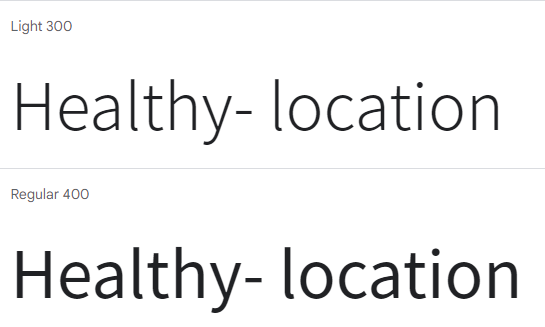 Light 300
Healthy- location
Regular 400
Healthy- location